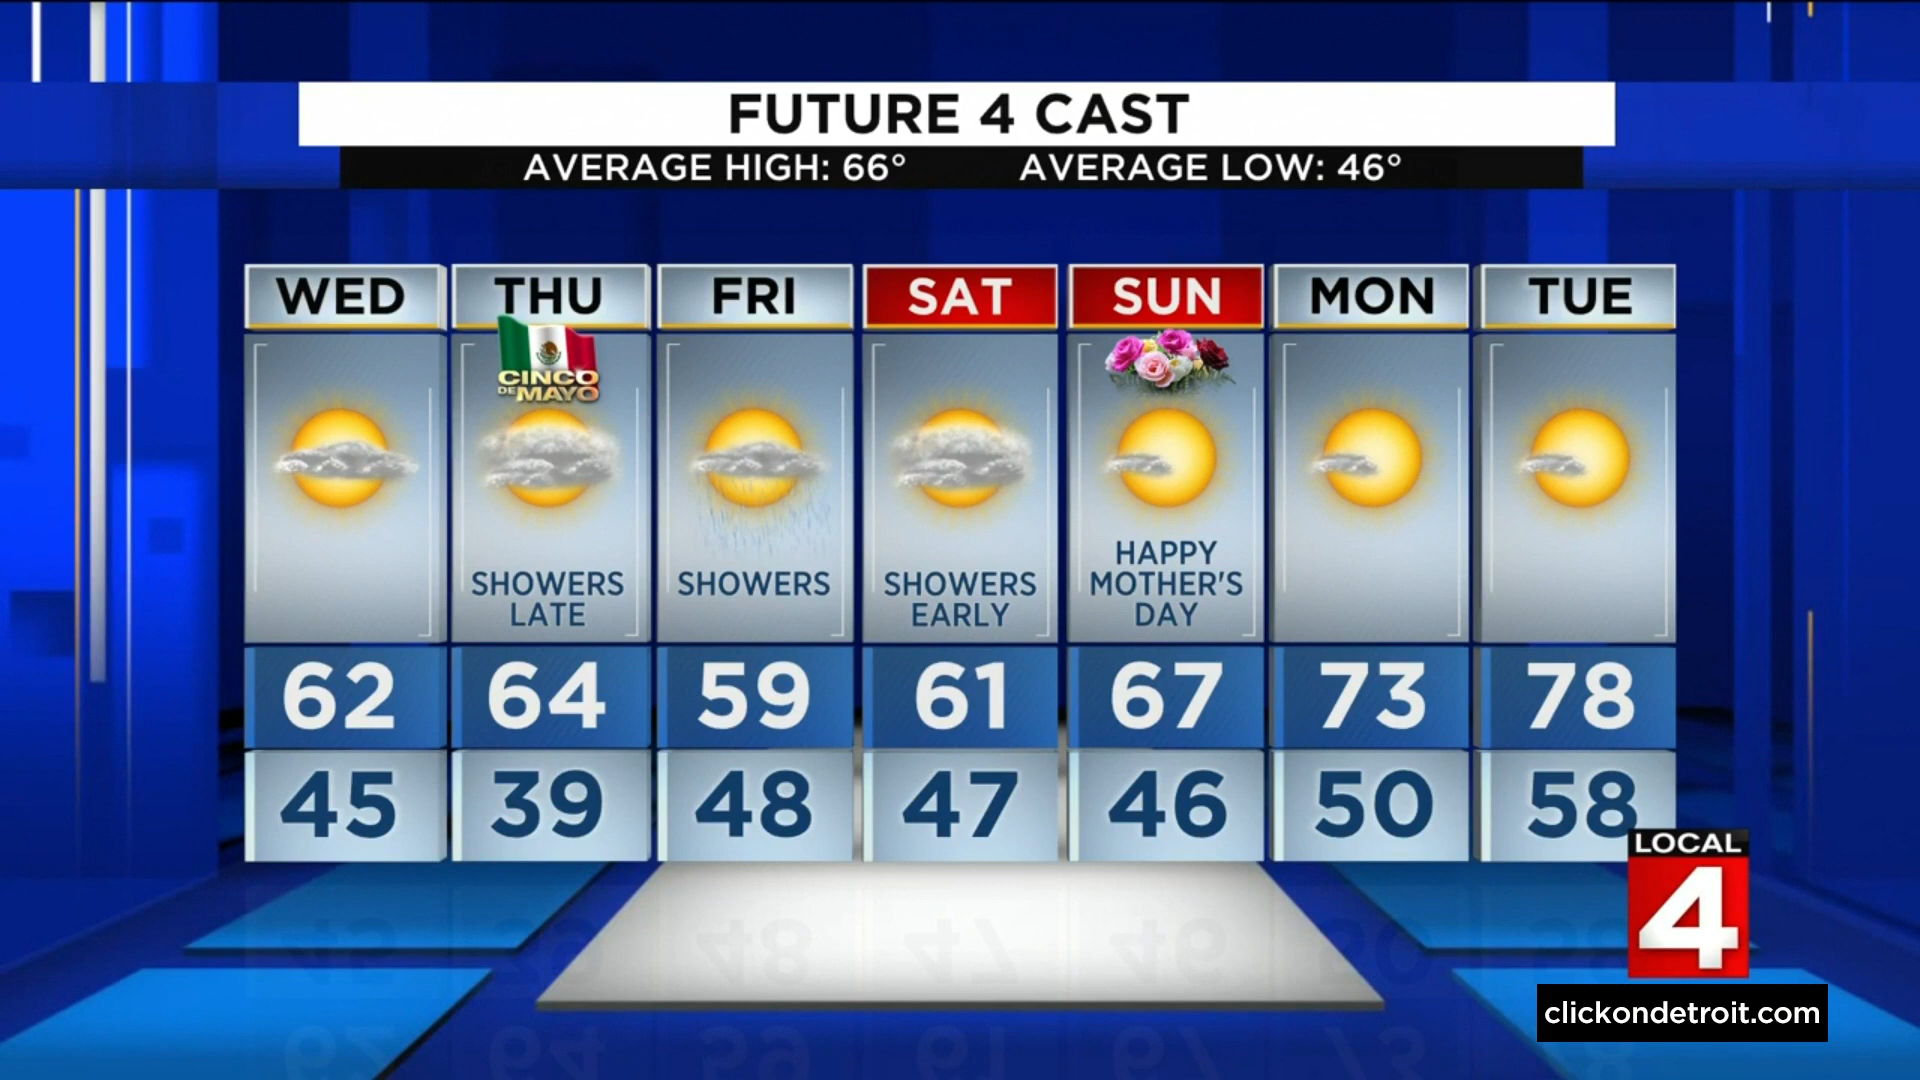 FUTURE 4 CAST
AVERAGE HIGH: 66° AVERAGE LOW: 46°
WED THU FRI SAT SUN MON TUE
CINCO
DE MAYO
SHOWERS
LATE
SHOWERS
SHOWERS
EARLY
HAPPY
MOTHER'S
DAY
62 64 59 61 67 73 78
45 39 48 47 46 50 58
LOCAL
4
clickondetroit.com